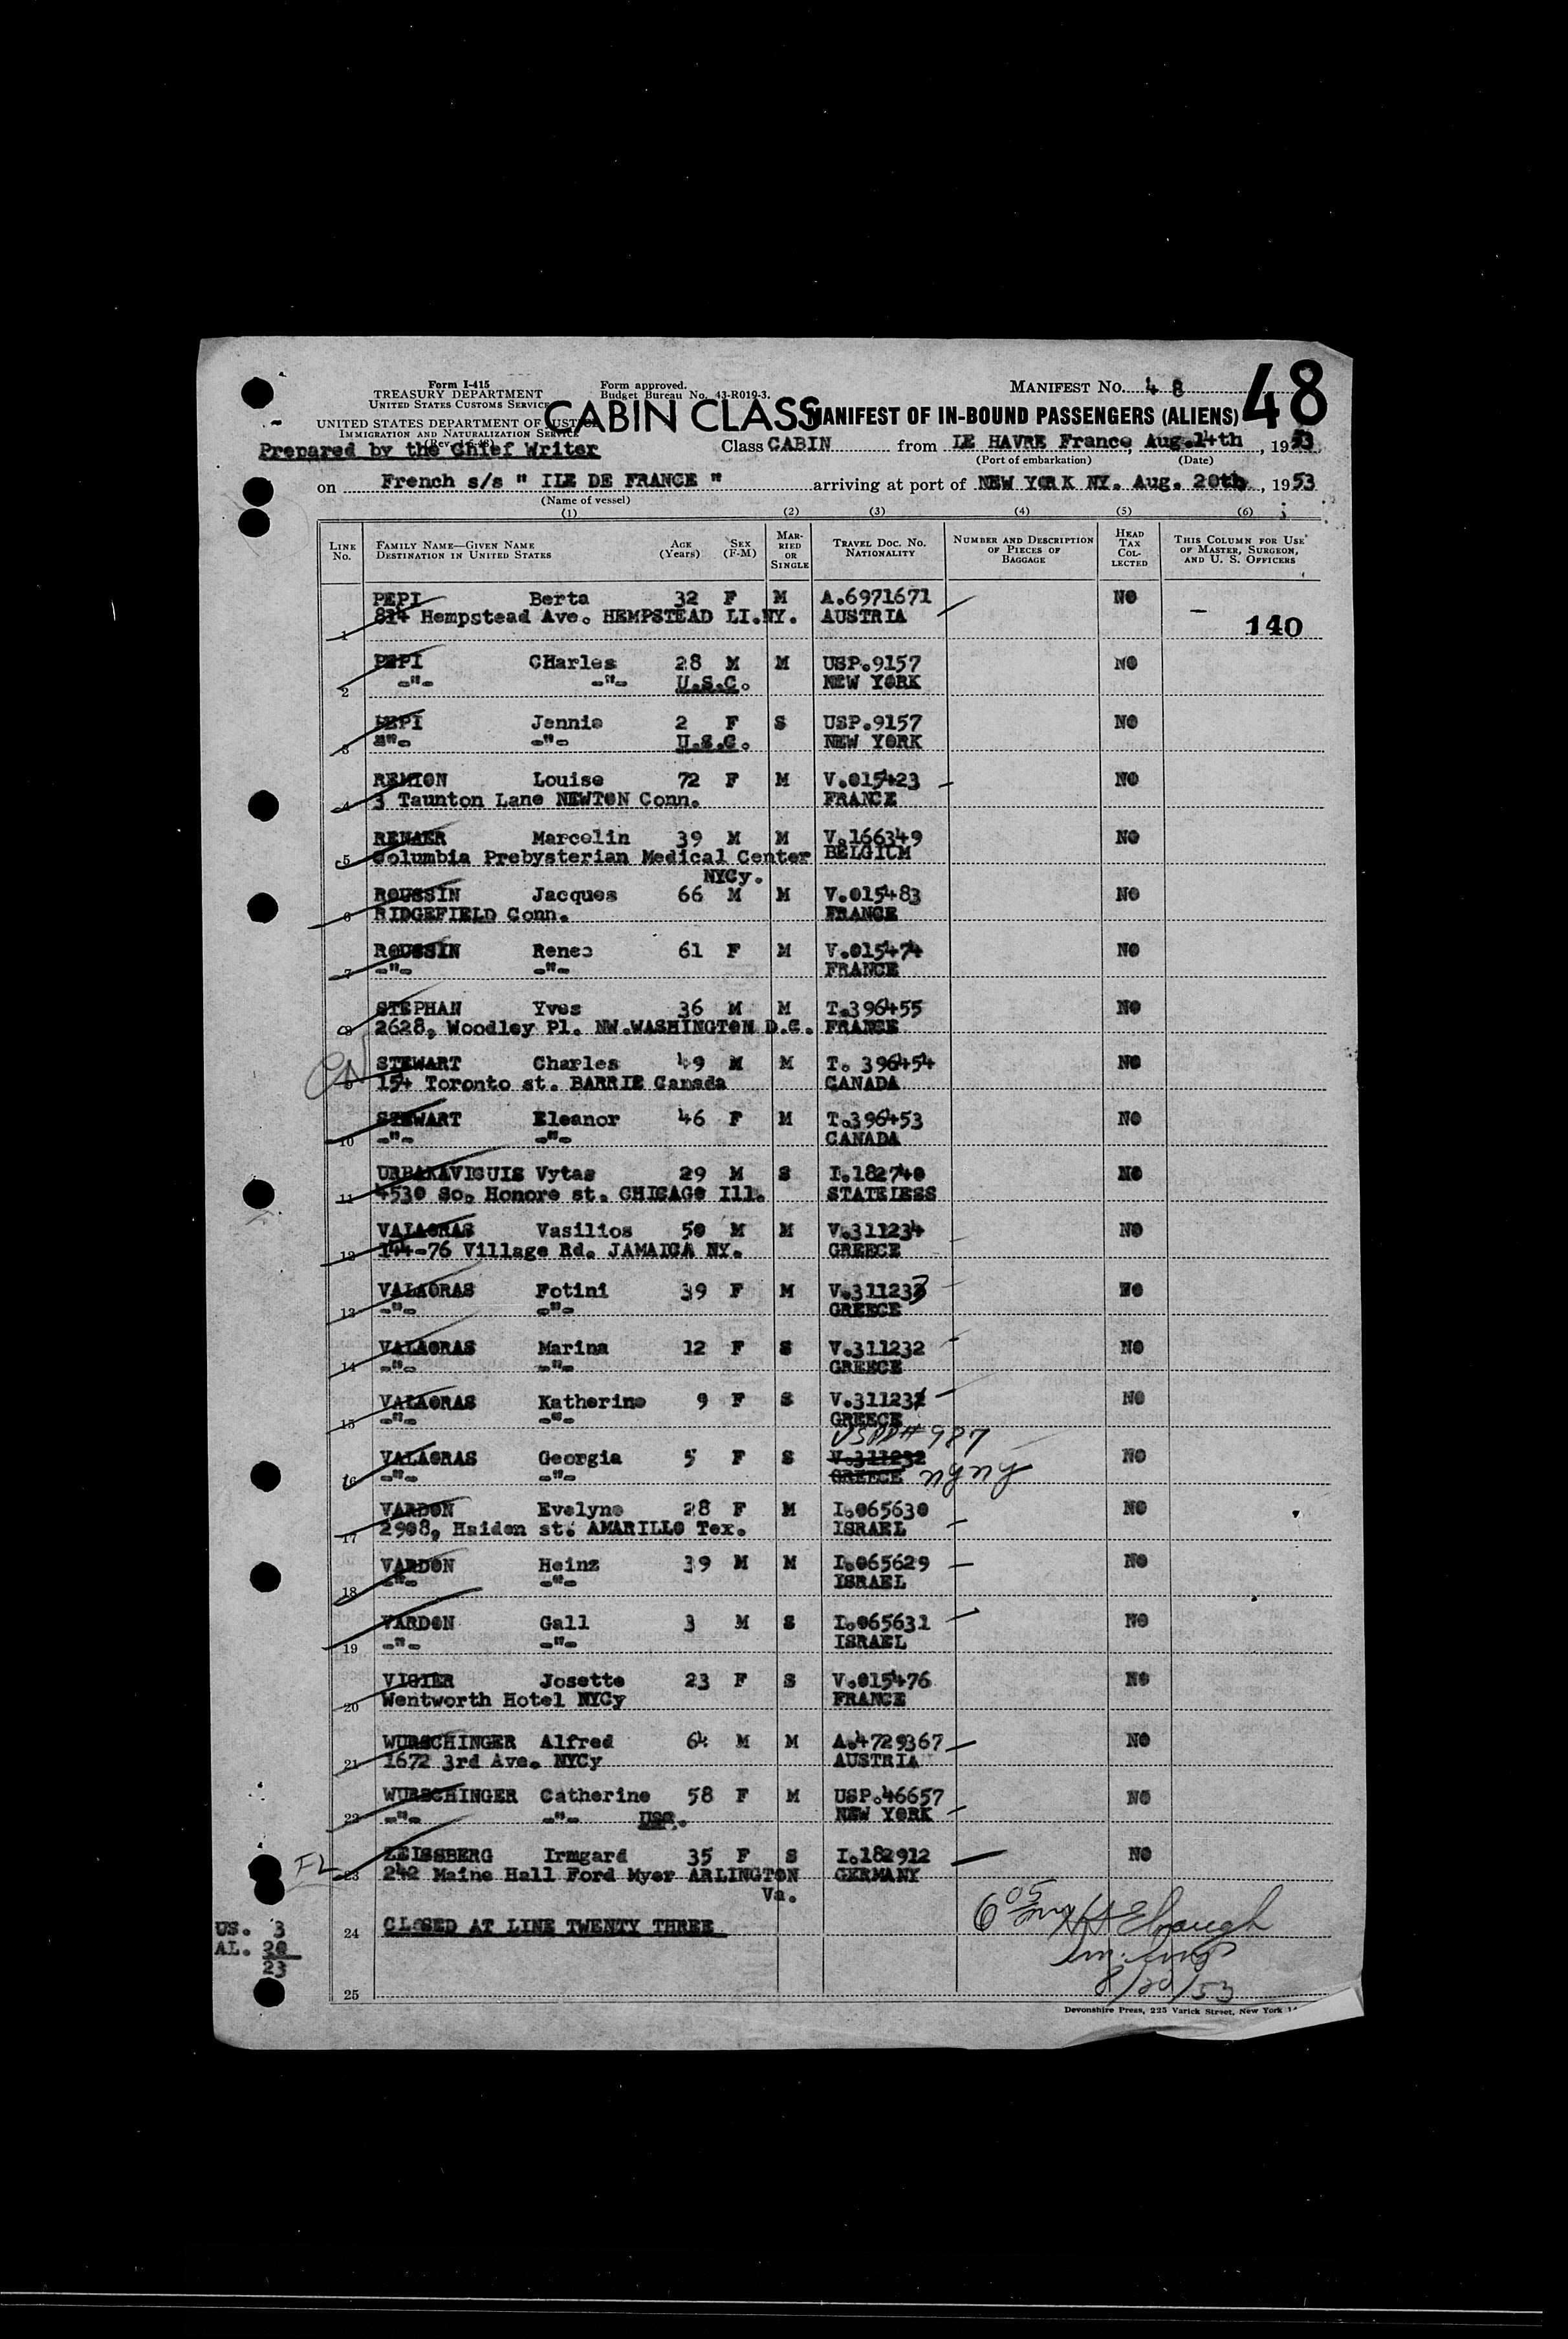 Form I-415
TREASURY DEPARTMENT
UNITED STATES CUSTOMS SERVICE
Form approved.
Budget Bureau No. 43-R019-3.
MANIFEST NO. 48
48
UNITED STATES DEPARTMENT OF JUSTICE
IMMIGRATION AND NATURALIZATION SERVICE
CABIN CLASS
MANIFEST OF IN-BOUND PASSENGERS (ALIENS)
Prepared by the Chief Writer
Class CABIN from LE HAVRE France, Aug.14th, 1953
(Port of embarkation) (Date)
on French s/s " ILE DE FRANCE " arriving at port of NEW YORK NY. Aug. 20th, 1953
(Name of vessel)
(1) (2) (3) (4) (5) (6)
LINE NO. FAMILY NAME—GIVEN NAME DESTINATION IN UNITED STATES AGE (YEARS) SEX (F-M) MARRIED OR SINGLE TRAVEL DOC. NO. NATIONALITY NUMBER AND DESCRIPTION OF PIECES OF BAGGAGE HEAD TAX COLLECTED THIS COLUMN FOR USE OF MASTER, SURGEON, AND U. S. OFFICERS
PEPI Berta 32 F M A.6971671 NO
1 814 Hempstead Ave. HEMPSTEAD LI.NY. AUSTRIA 140
PEPI CHarles 28 M M USP.9157 NO
2 -"- -"- U.S.C. NEW YORK
PEPI Jennie 2 F S USP.9157 NO
3 -"- -"- U.S.C. NEW YORK
REMION Louise 72 F M V.015423 NO
4 3 Taunton Lane NEWTON Conn. FRANCE
RENAER Marcelin 39 M M V.166349 NO
5 Columbia Prebysterian Medical Center BELGIUM
NYCy.
ROUSSIN Jacques 66 M M V.015483 NO
6 RIDGEFIELD Conn. FRANCE
ROUSSIN Renee 61 F M V.015474 NO
7 -"- -"- FRANCE
STEPHAN Yves 36 M M T.396455 NO
8 2628, Woodley Pl. NW.WASHINGTON D.C. FRANCE
STEWART Charles 49 M M T. 396454 NO
9 154 Toronto st. BARRIE Canada CANADA
STEWART Eleanor 46 F M T.396453 NO
10 -"- -"- CANADA
URBAKAVICUIS Vytas 29 M S I.182740 NO
11 4530 So. Honore st. CHICAGO Ill. STATELESS
VALAORAS Vasilios 50 M M V.311234 NO
12 144-76 Village Rd. JAMAICA NY. GREECE
VALAORAS Fotini 39 F M V.311233 NO
13 -"- -"- GREECE
VALAORAS Marina 12 F S V.311232 NO
14 -"- -"- GREECE
VALAORAS Katherine 9 F S V.311232 NO
15 -"- -"- GREECE
USPP# 987
VALAORAS Georgia 5 F S V.311232 NO
16 -"- -"- GREECE nyny
VARDON Evelyne 28 F M I.065630 NO
17 2908, Haiden st. AMARILLO Tex. ISRAEL
VARDON Heinz 39 M M I.065629 NO
18 -"- -"- ISRAEL
VARDON Gall 3 M S I.065631 NO
19 -"- -"- ISRAEL
VIGIER Josette 23 F S V.015476 NO
20 Wentworth Hotel NYCy FRANCE
WURSCHINGER Alfred 64 M M A.4729367 NO
21 1672 3rd Ave. NYCy AUSTRIA
WURSCHINGER Catherine 58 F M USP.46657 NO
22 -"- -"- USC. NEW YORK
ZEISSBERG Irmgard 35 F S I.182912 NO
23 242 Maine Hall Ford Myer ARLINGTON GERMANY
Va.
24 CLOSED AT LINE TWENTY THREE
US. 3
AL. 20
23
8/20/53
25
Devonshire Press, 225 Varick Street, New York